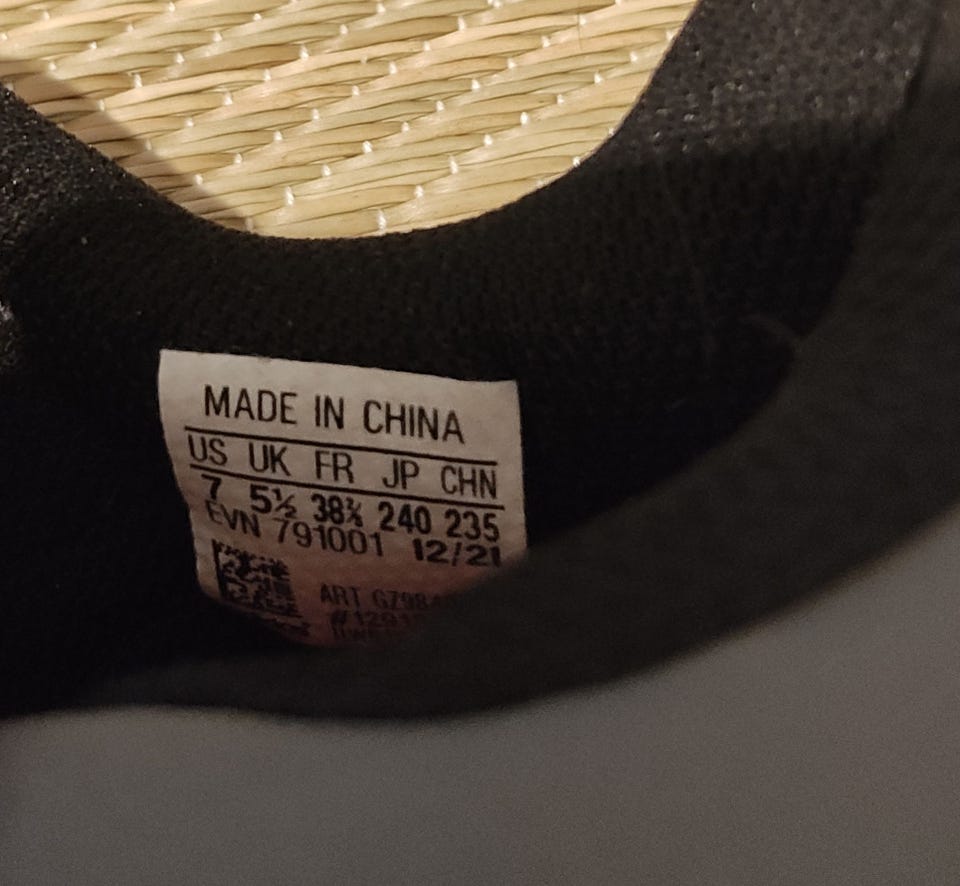 MADE IN CHINA
US UK FR JP CHN
7 5½ 38⅔ 240 235
EVN 791001 12/21
ART